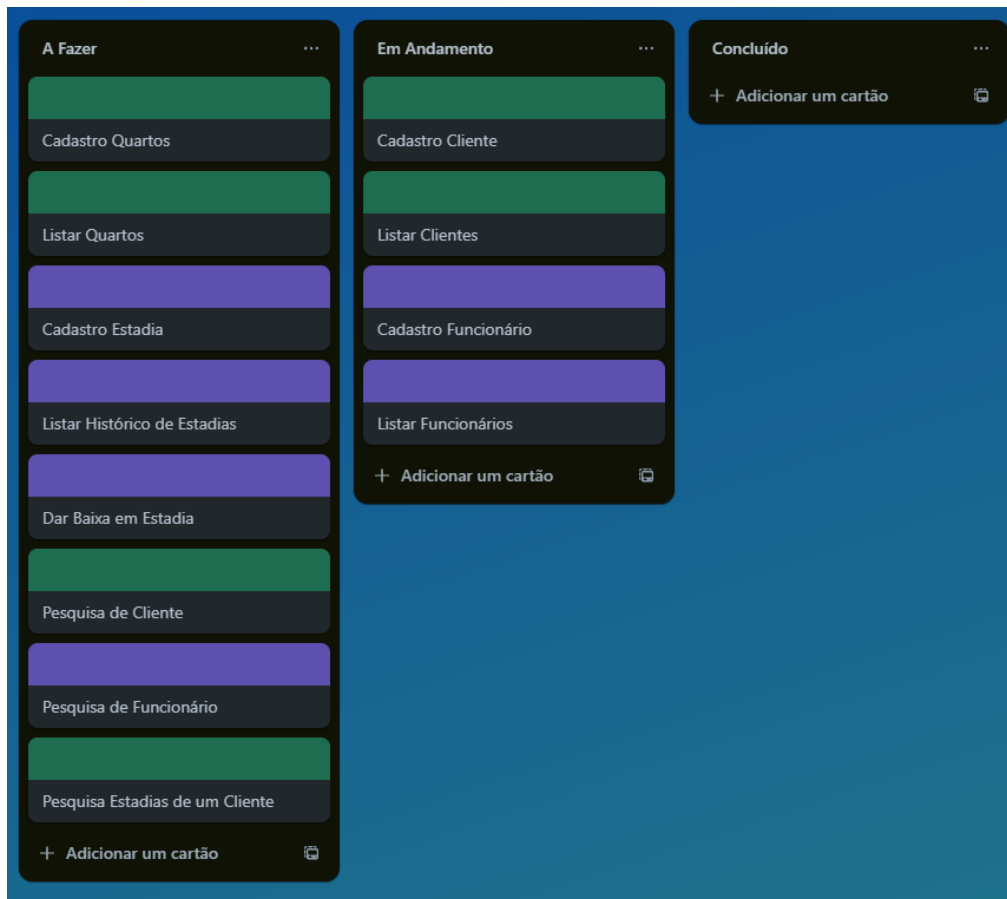 A Fazer
Cadastro Quartos
Listar Quartos
Cadastro Estadia
Listar Histórico de Estadias
Dar Baixa em Estadia
Pesquisa de Cliente
Pesquisa de Funcionário
Pesquisa Estadias de um Cliente
+ Adicionar um cartão
Em Andamento
Cadastro Cliente
Listar Clientes
Cadastro Funcionário
Listar Funcionários
+ Adicionar um cartão
Concluído
+ Adicionar um cartão